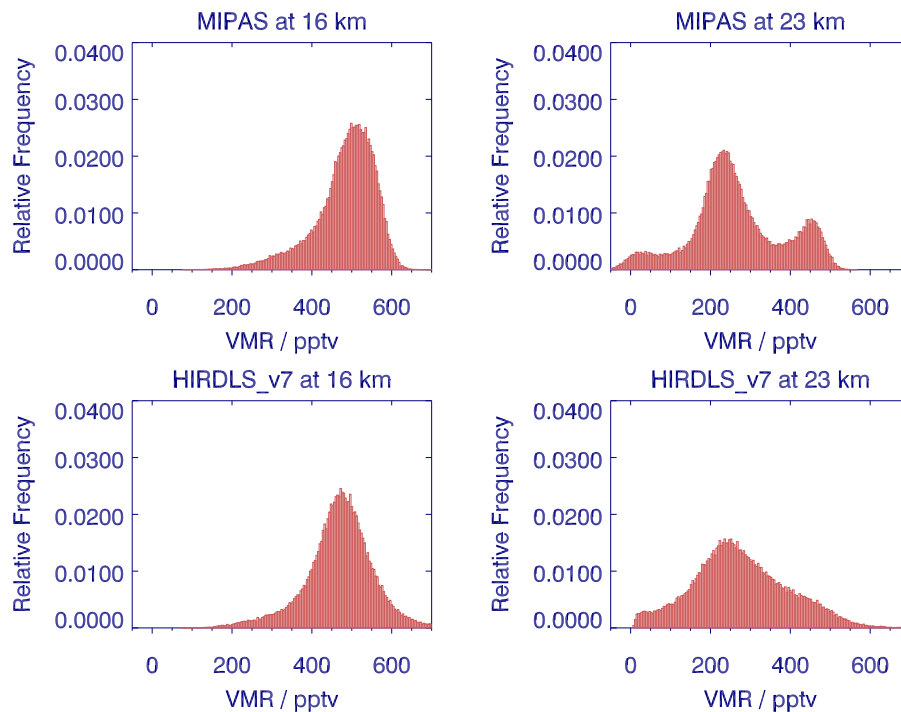 MIPAS at 16 km
0.0400
0.0300
0.0200
0.0100
0.0000
Relative Frequency
0 200 400 600
VMR / pptv
MIPAS at 23 km
0.0400
0.0300
0.0200
0.0100
0.0000
Relative Frequency
0 200 400 600
VMR / pptv
HIRDLS_v7 at 16 km
0.0400
0.0300
0.0200
0.0100
0.0000
Relative Frequency
0 200 400 600
VMR / pptv
HIRDLS_v7 at 23 km
0.0400
0.0300
0.0200
0.0100
0.0000
Relative Frequency
0 200 400 600
VMR / pptv